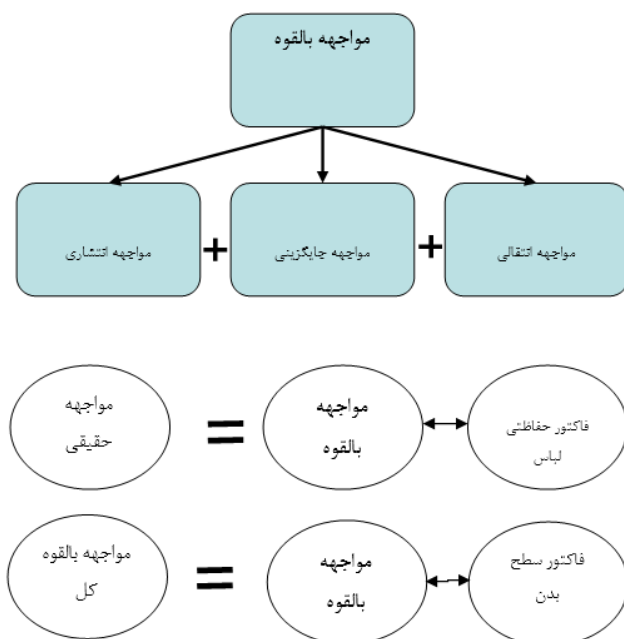 مواجهه بالقوه
مواجهه انتقالی
+
مواجهه جایگزینی
+
مواجهه انتشاری
مواجهه
حقیقی
=
مواجهه
بالقوه
فاکتور حفاظتی
لباس
مواجهه بالقوه
کل
=
مواجهه
بالقوه
فاکتور سطح
بدن